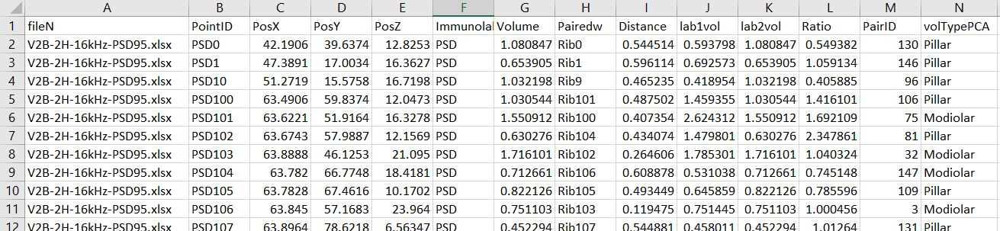 A B C D E F G H I J K L M N
1 fileN PointID PosX PosY PosZ Immunolal Volume Pairedw Distance lab1vol lab2vol Ratio PairID volTypePCA
2 V2B-2H-16kHz-PSD95.xlsx PSD0 42.1906 39.6374 12.8253 PSD 1.080847 Rib0 0.544514 0.593798 1.080847 0.549382 130 Pillar
3 V2B-2H-16kHz-PSD95.xlsx PSD1 47.3891 17.0034 16.3627 PSD 0.653905 Rib1 0.596114 0.692573 0.653905 1.059134 146 Pillar
4 V2B-2H-16kHz-PSD95.xlsx PSD10 51.2719 15.5758 16.7198 PSD 1.032198 Rib9 0.465235 0.418954 1.032198 0.405885 96 Pillar
5 V2B-2H-16kHz-PSD95.xlsx PSD100 63.4906 59.8374 12.0473 PSD 1.030544 Rib101 0.487502 1.459355 1.030544 1.416101 106 Pillar
6 V2B-2H-16kHz-PSD95.xlsx PSD101 63.6221 51.9164 16.3278 PSD 1.550912 Rib100 0.407354 2.624312 1.550912 1.692109 75 Modiolar
7 V2B-2H-16kHz-PSD95.xlsx PSD102 63.6743 57.9887 12.1569 PSD 0.630276 Rib104 0.434074 1.479801 0.630276 2.347861 81 Pillar
8 V2B-2H-16kHz-PSD95.xlsx PSD103 63.8888 46.1253 21.095 PSD 1.716101 Rib102 0.264606 1.785301 1.716101 1.040324 32 Modiolar
9 V2B-2H-16kHz-PSD95.xlsx PSD104 63.782 66.7748 18.4181 PSD 0.712661 Rib106 0.608878 0.531038 0.712661 0.745148 147 Modiolar
10 V2B-2H-16kHz-PSD95.xlsx PSD105 63.7828 67.4616 10.1702 PSD 0.822126 Rib105 0.493449 0.645859 0.822126 0.785596 109 Pillar
11 V2B-2H-16kHz-PSD95.xlsx PSD106 63.845 57.1683 23.964 PSD 0.751103 Rib103 0.119475 0.751445 0.751103 1.000456 3 Modiolar
12 V2B-2H-16kHz-PSD95.xlsx PSD107 63.8964 78.6218 6.56347 PSD 0.452294 Rib107 0.544881 0.458011 0.452294 1.01264 131 Pillar